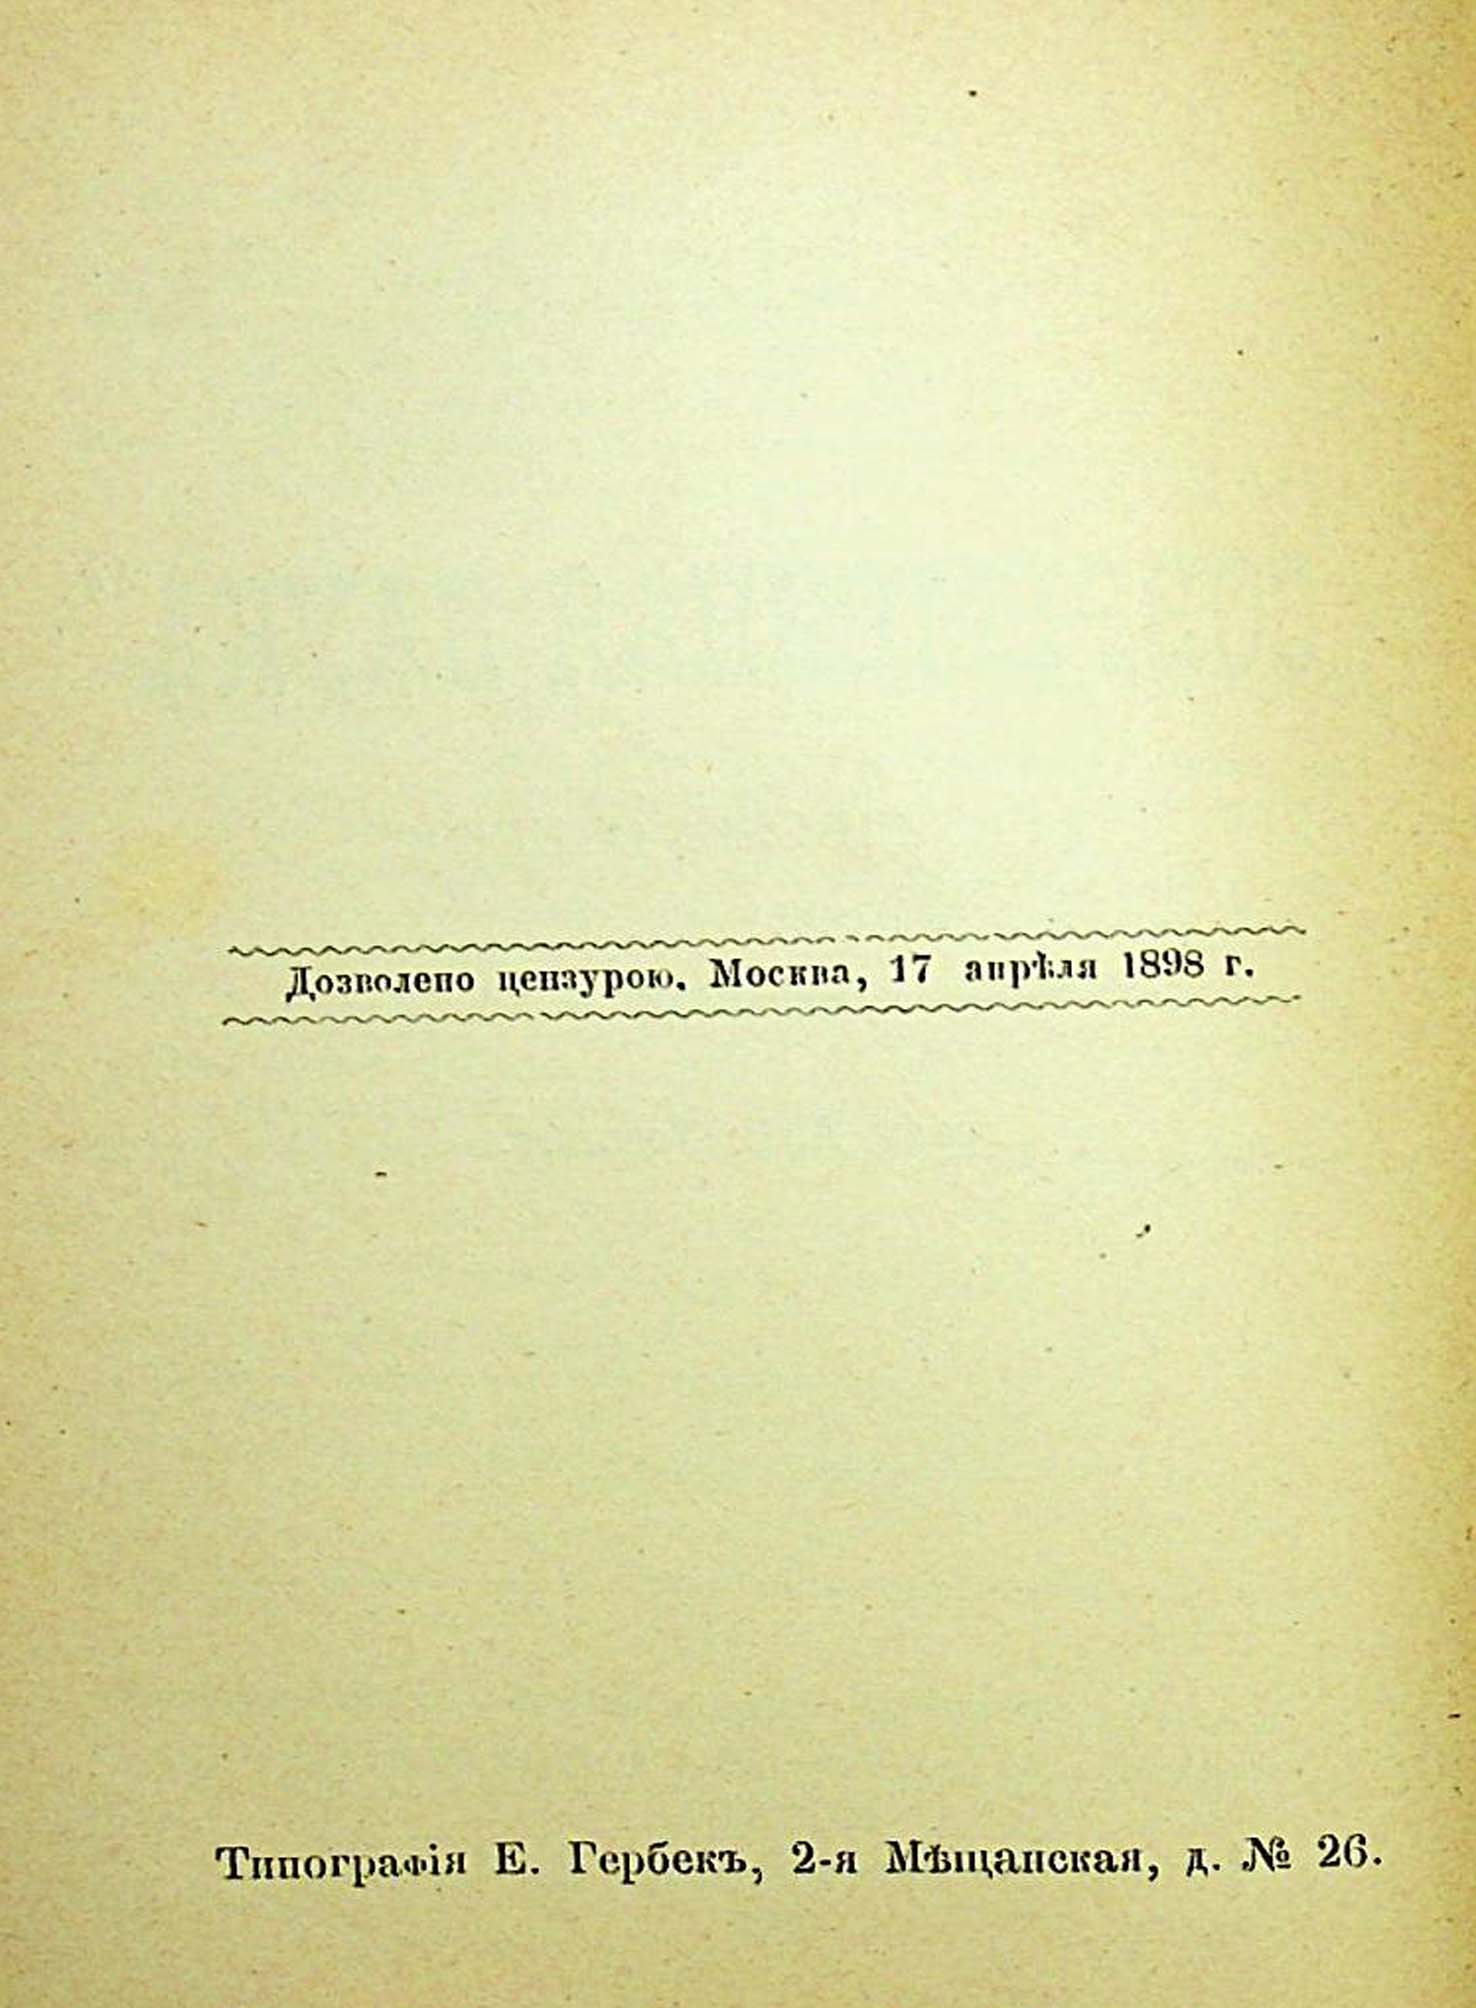 Дозволено цензурою. Москва, 17 апрѣля 1898 г.
Типографія Е. Гербекъ, 2-я Мѣщанская, д. № 26.